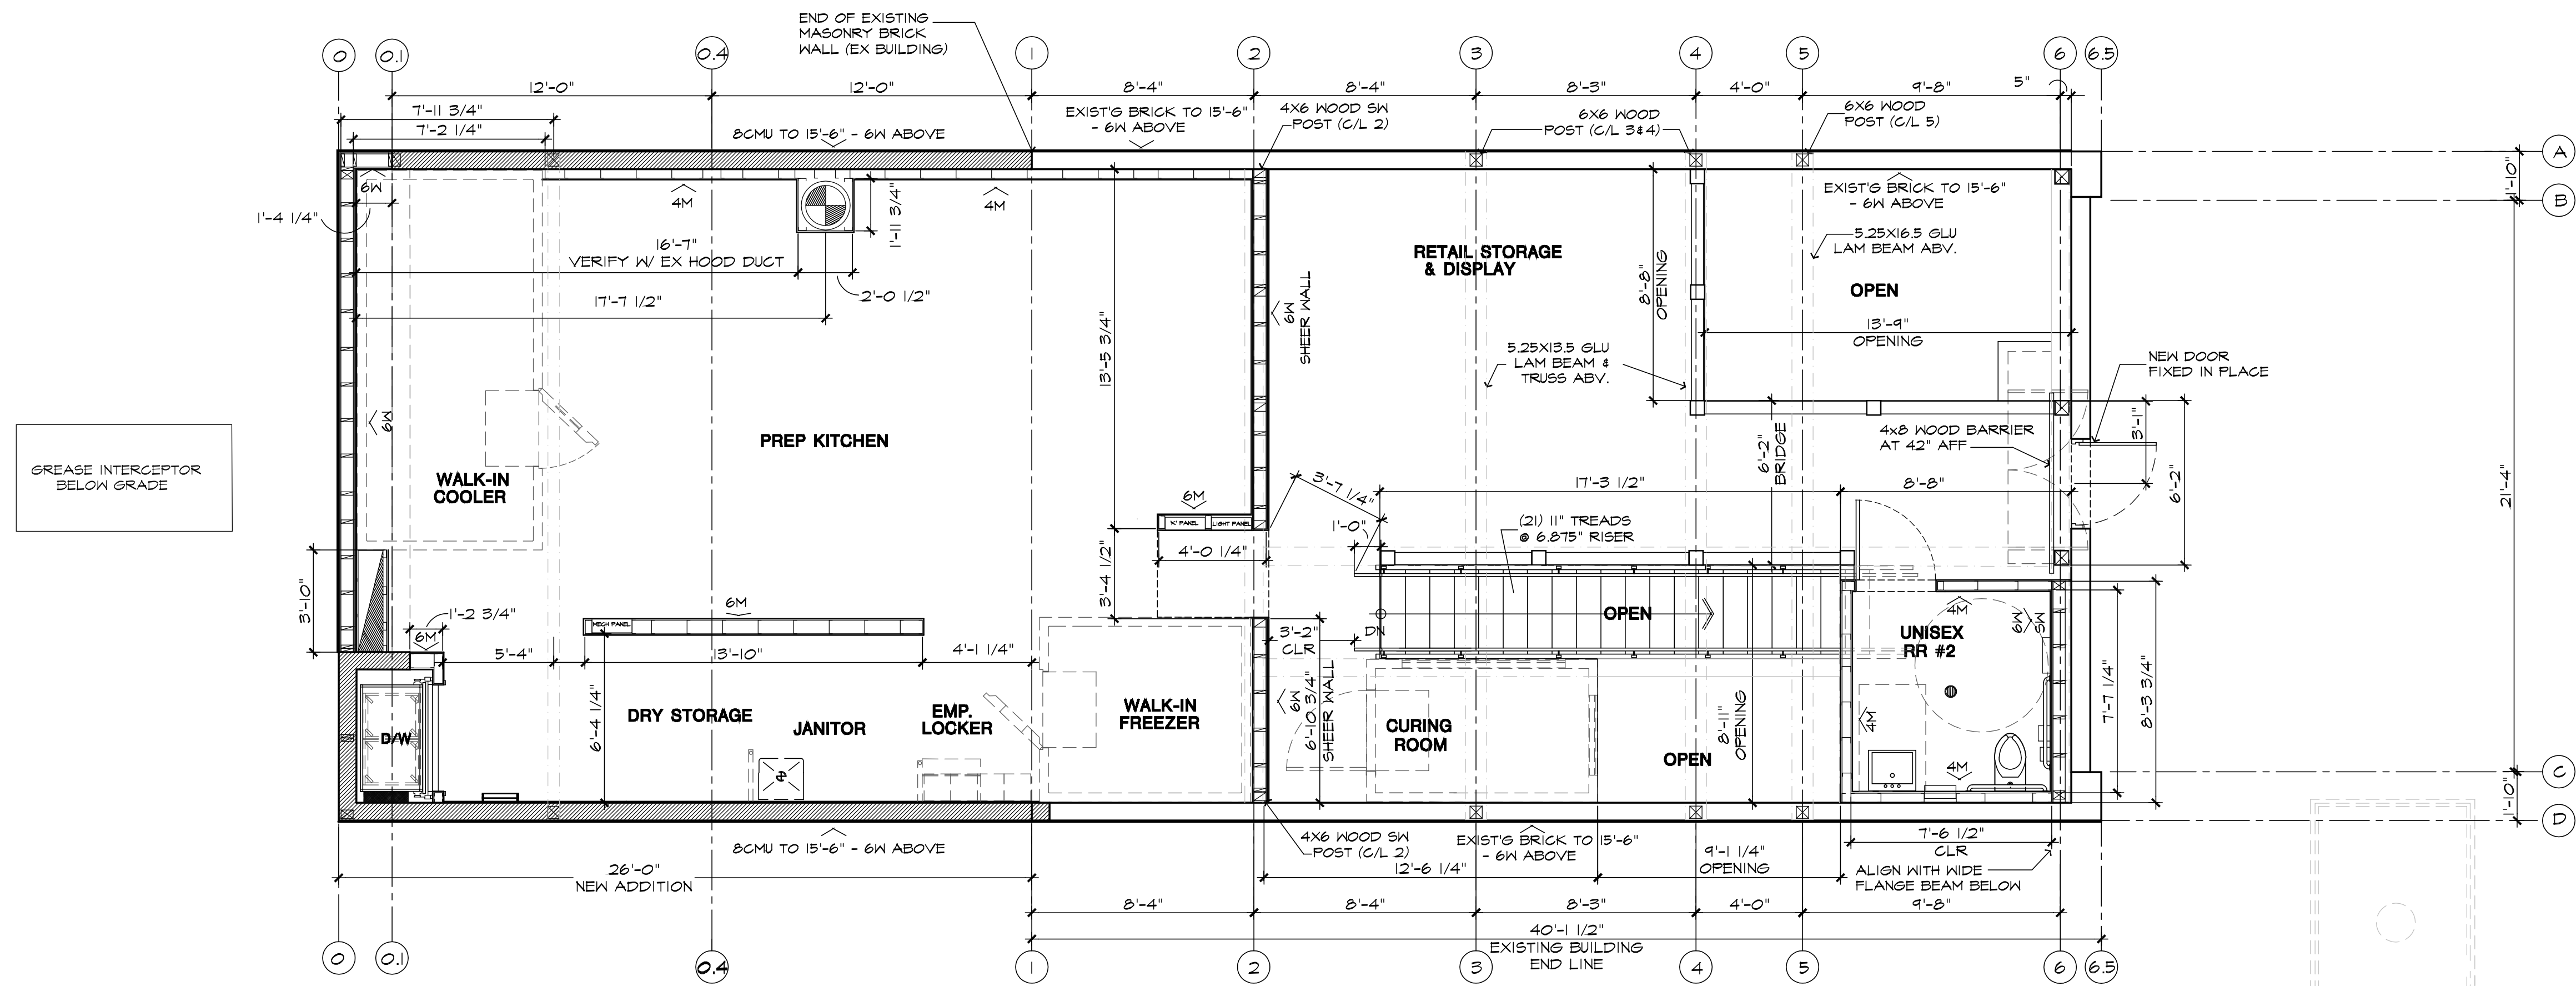 END OF EXISTING
MASONRY BRICK
WALL (EX BUILDING)
0
0.1
0.4
1
2
3
4
5
6
6.5
12'-0"
12'-0"
8'-4"
8'-4"
8'-3"
4'-0"
9'-8"
5"
7'-11 3/4"
7'-2 1/4"
8CMU TO 15'-6" - 6W ABOVE
EXIST'G BRICK TO 15'-6"
- 6W ABOVE
4X6 WOOD SW
POST (C/L 2)
6X6 WOOD
POST (C/L 3&4)
6X6 WOOD
POST (C/L 5)
A
1'-10"
B
6W
1'-4 1/4"
4M
4M
1'-11 3/4"
16'-7"
VERIFY W/ EX HOOD DUCT
2'-0 1/2"
17'-7 1/2"
13'-5 3/4"
6W
SHEER WALL
RETAIL STORAGE
& DISPLAY
8'-8"
OPENING
EXIST'G BRICK TO 15'-6"
- 6W ABOVE
5.25X16.5 GLU
LAM BEAM ABV.
OPEN
13'-9"
OPENING
5.25X13.5 GLU
LAM BEAM &
TRUSS ABV.
NEW DOOR
FIXED IN PLACE
6W
PREP KITCHEN
WALK-IN
COOLER
GREASE INTERCEPTOR
BELOW GRADE
6'-2"
BRIDGE
4x8 WOOD BARRIER
AT 42" AFF
3'-1"
6'-2"
21'-4"
3'-7 1/4"
17'-3 1/2"
8'-8"
6M
'K' PANEL
LIGHT PANEL
1'-0"
(21) 11" TREADS
@ 6.875" RISER
4'-0 1/4"
3'-4 1/2"
3'-10"
1'-2 3/4"
6M
6M
MECH PANEL
5'-4"
13'-10"
4'-1 1/4"
3'-2"
CLR
DN
OPEN
4M
6W
5M
UNISEX
RR #2
7'-7 1/4"
8'-3 3/4"
6'-4 1/4"
DRY STORAGE
JANITOR
EMP.
LOCKER
WALK-IN
FREEZER
6W
6'-10 3/4"
SHEER WALL
CURING
ROOM
8'-11"
OPENING
OPEN
4M
4M
D/W
C
1'-10"
D
8CMU TO 15'-6" - 6W ABOVE
4X6 WOOD SW
POST (C/L 2)
EXIST'G BRICK TO 15'-6"
- 6W ABOVE
12'-6 1/4"
9'-1 1/4"
OPENING
7'-6 1/2"
CLR
ALIGN WITH WIDE
FLANGE BEAM BELOW
26'-0"
NEW ADDITION
8'-4"
8'-4"
8'-3"
4'-0"
9'-8"
40'-1 1/2"
EXISTING BUILDING
END LINE
0
0.1
0.4
1
2
3
4
5
6
6.5